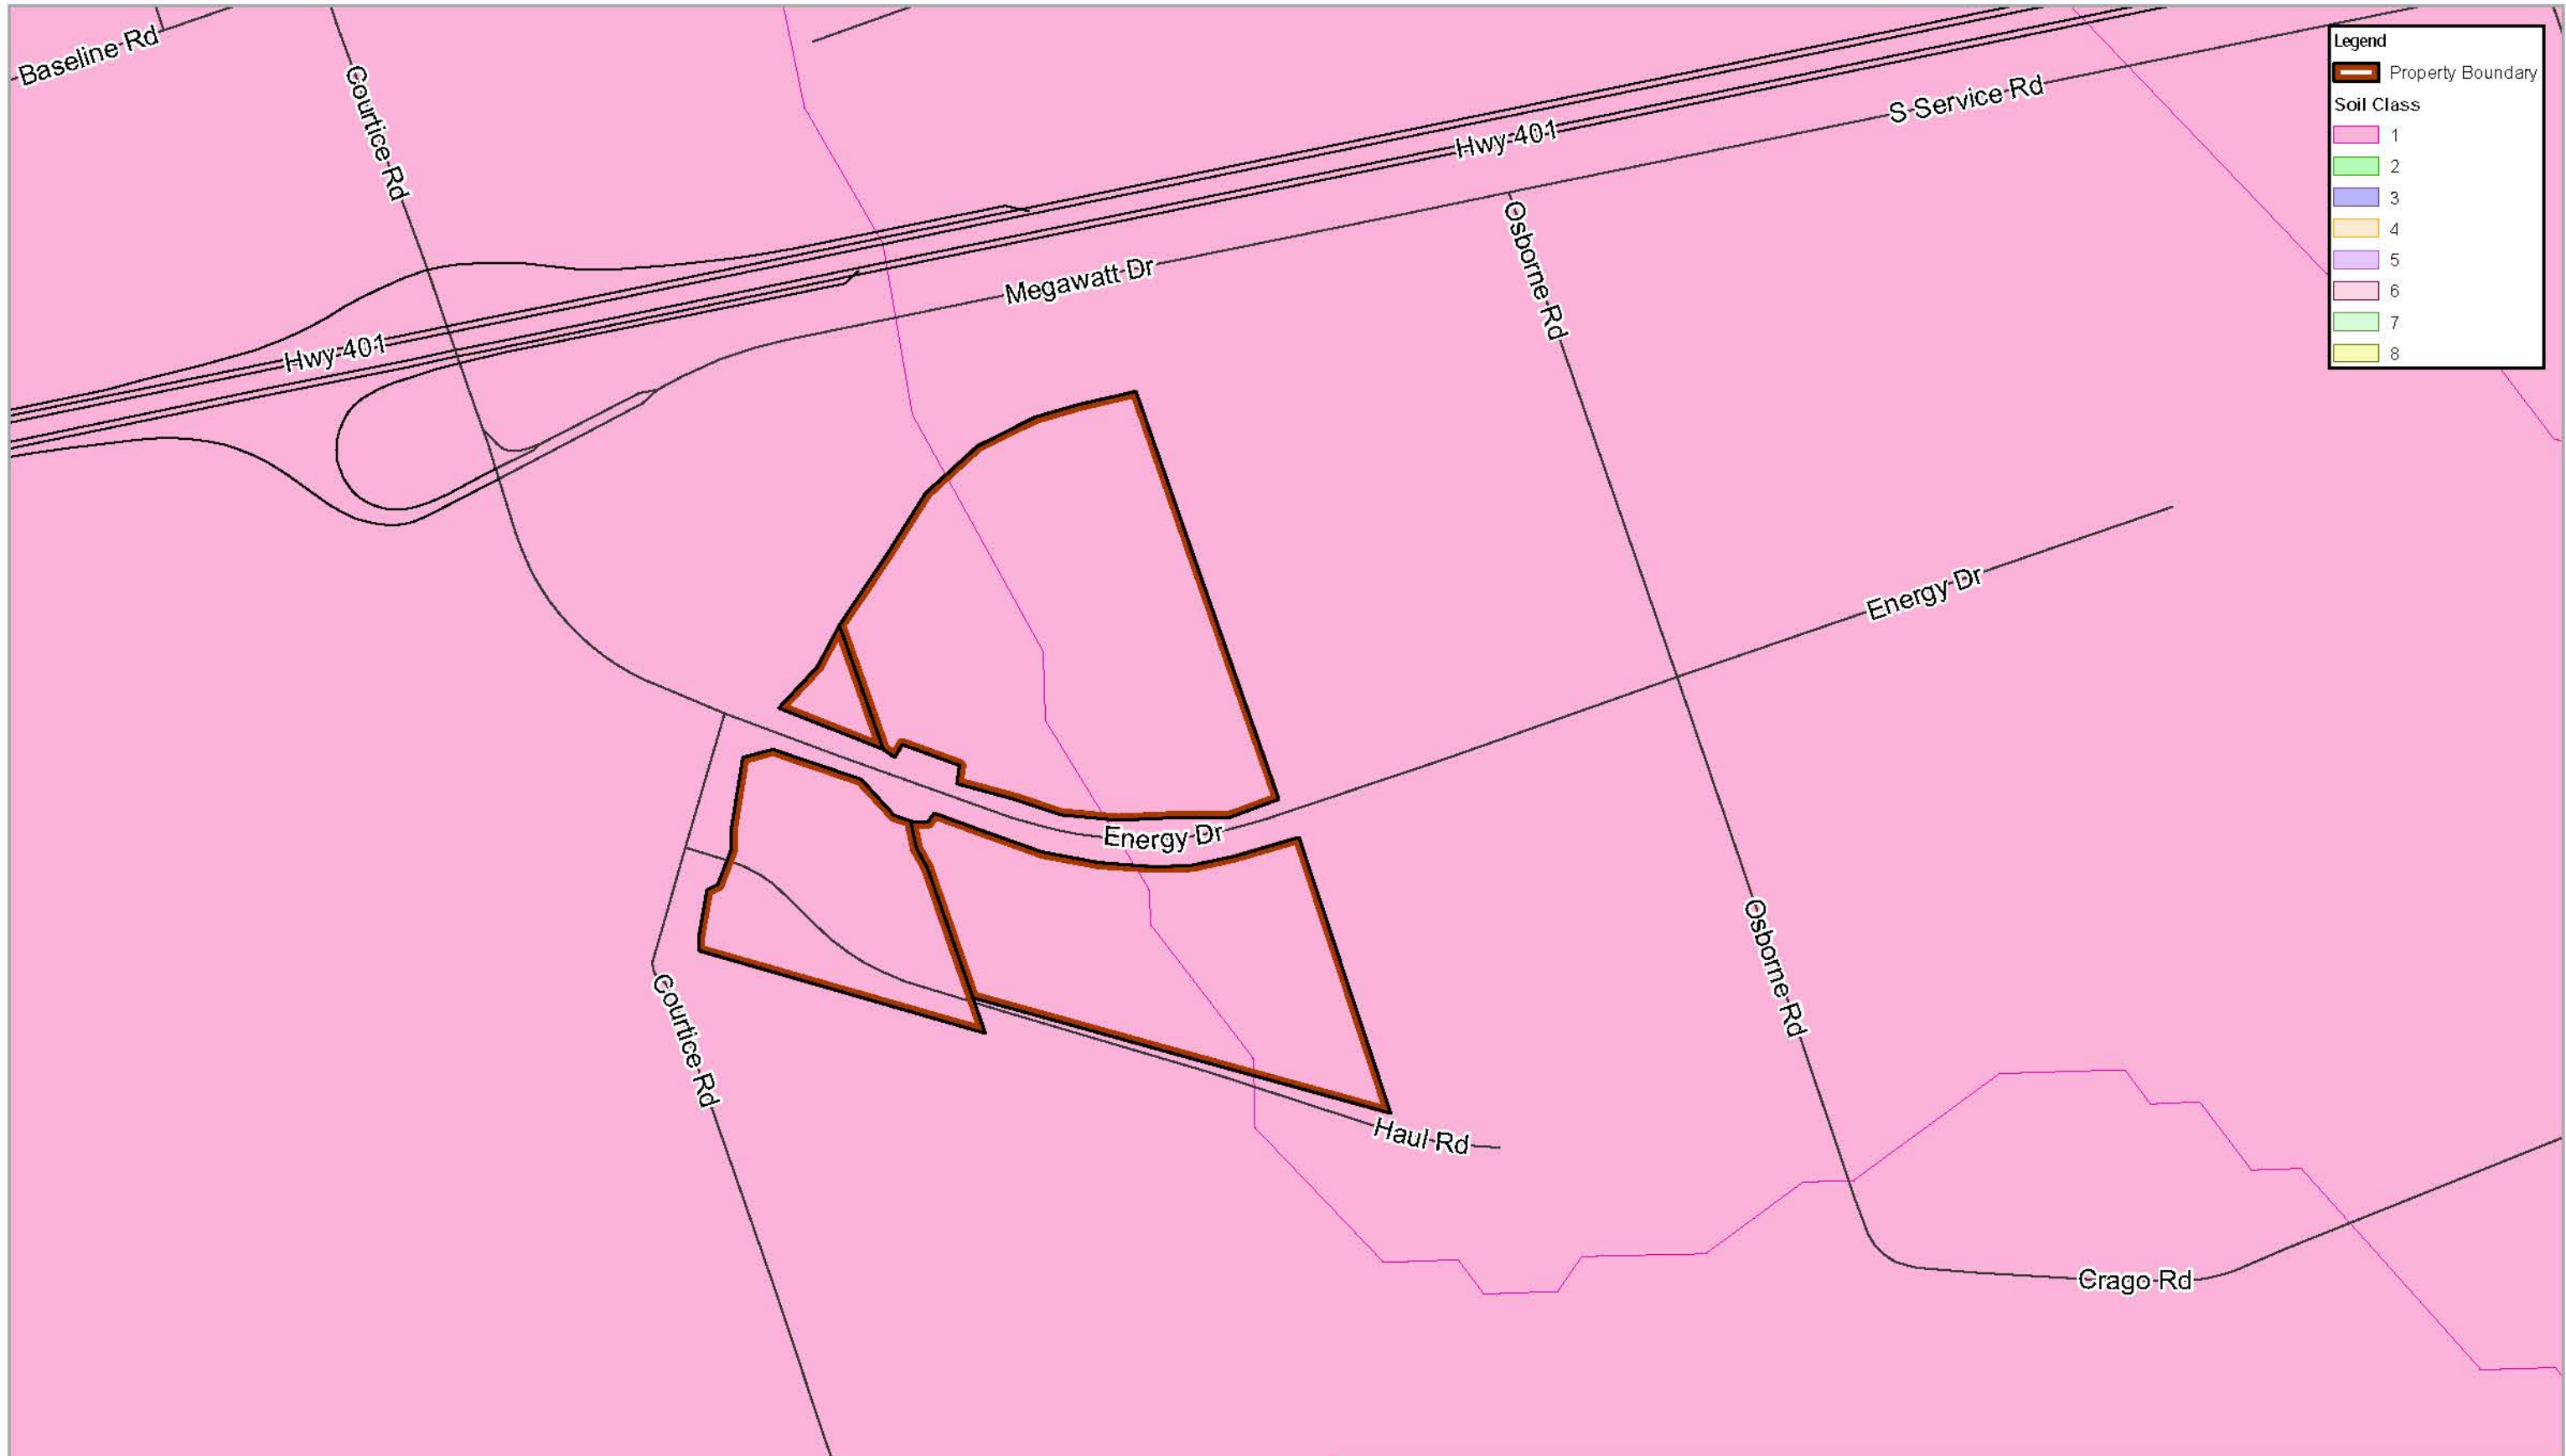 Baseline Rd
Courtice Rd
Hwy 401
S Service Rd
Hwy 401
Megawatt Dr
Osborne Rd
Energy Dr
Energy Dr
Osborne Rd
Courtice Rd
Haul Rd
Crago Rd
Legend
Property Boundary
Soil Class
1
2
3
4
5
6
7
8